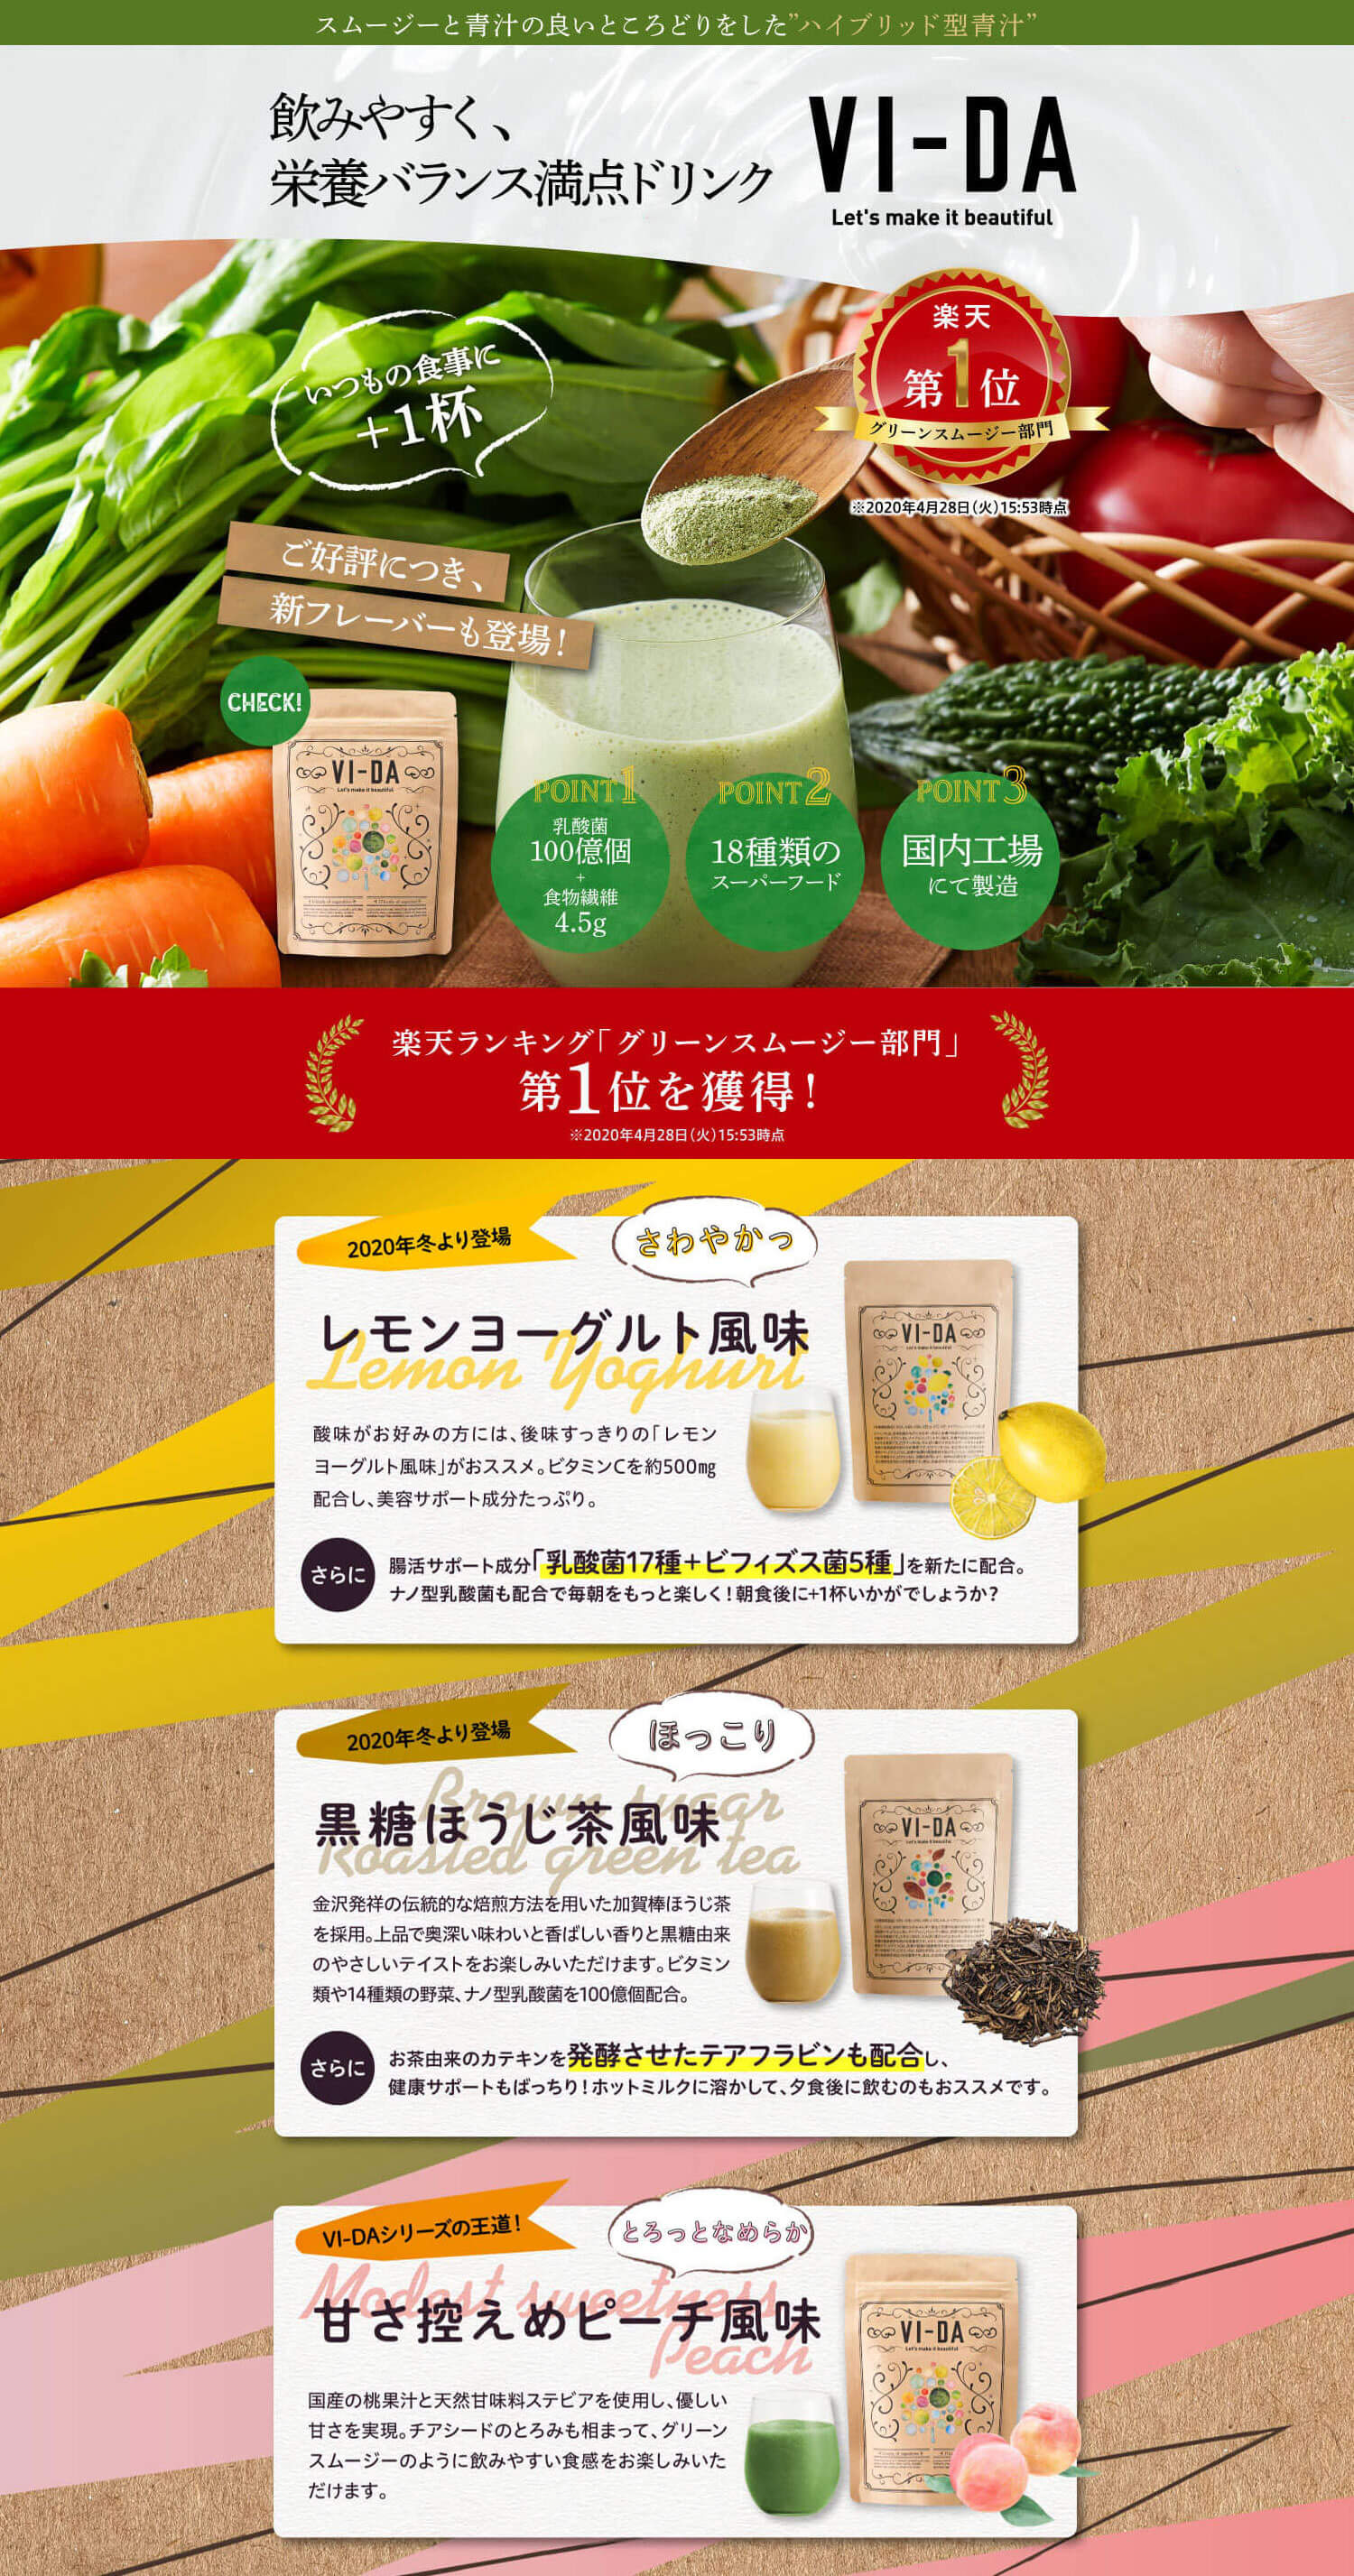 スムージーと青汁の良いところどりをした”ハイブリッド型青汁”
飲みやすく、
栄養バランス満点ドリンク
VI-DA
Let's make it beautiful
いつもの食事に
+1杯
楽天
第1位
グリーンスムージー部門
※2020年4月28日(火)15:53時点
ご好評につき、
新フレーバーも登場!
CHECK!
VI-DA
Let's make it beautiful
POINT1
乳酸菌
100億個
+
食物繊維
4.5g
POINT2
18種類の
スーパーフード
POINT3
国内工場
にて製造
楽天ランキング「グリーンスムージー部門」
第1位を獲得!
※2020年4月28日(火)15:53時点
2020年冬より登場
さわやかっ
レモンヨーグルト風味
Lemon Yoghurt
酸味がお好みの方には、後味すっきりの「レモン
ヨーグルト風味」がおススメ。ビタミンCを約500㎎
配合し、美容サポート成分たっぷり。
VI-DA
Let's make it beautiful
さらに
腸活サポート成分「乳酸菌17種+ビフィズス菌5種」を新たに配合。
ナノ型乳酸菌も配合で毎朝をもっと楽しく!朝食後に+1杯いかがでしょうか?
2020年冬より登場
ほっこり
Brown sugar
黒糖ほうじ茶風味
Roasted green tea
金沢発祥の伝統的な焙煎方法を用いた加賀棒ほうじ茶
を採用。上品で奥深い味わいと香ばしい香りと黒糖由来
のやさしいテイストをお楽しみいただけます。ビタミン
類や14種類の野菜、ナノ型乳酸菌を100億個配合。
VI-DA
Let's make it beautiful
さらに
お茶由来のカテキンを発酵させたテアフラビンも配合し、
健康サポートもばっちり!ホットミルクに溶かして、夕食後に飲むのもおススメです。
VI-DAシリーズの王道!
とろっとなめらか
Modest sweetness
甘さ控えめピーチ風味
Peach
国産の桃果汁と天然甘味料ステビアを使用し、優しい
甘さを実現。チアシードのとろみも相まって、グリーン
スムージーのように飲みやすい食感をお楽しみいた
だけます。
VI-DA
Let's make it beautiful